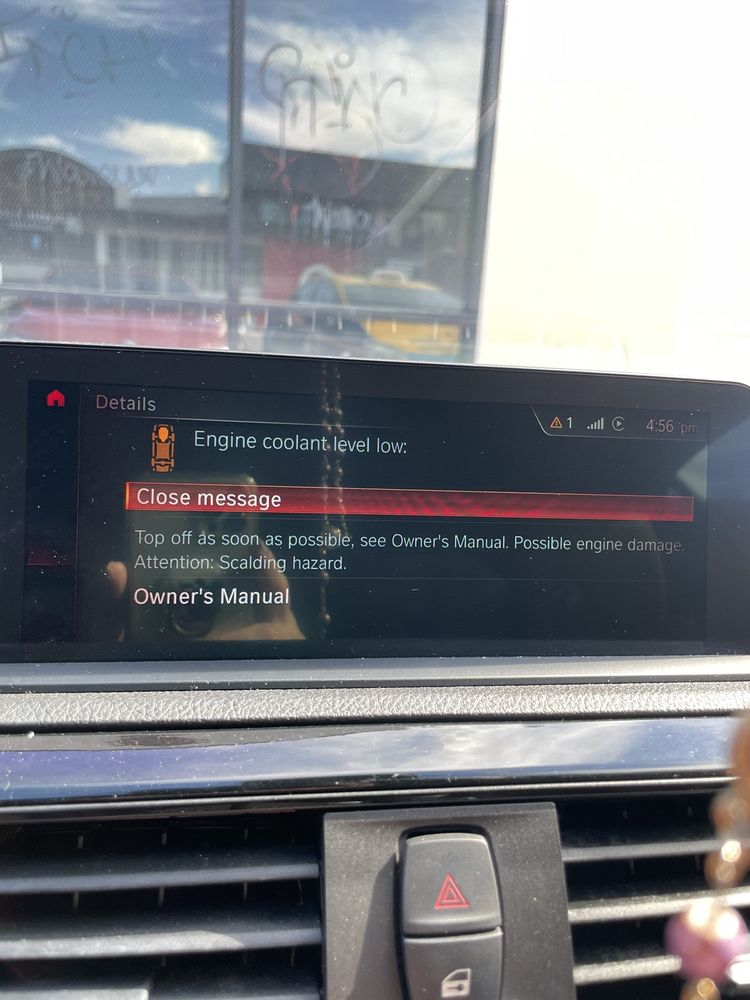 Details
1
4:56 pm
Engine coolant level low:
Close message
Top off as soon as possible, see Owner's Manual. Possible engine damage.
Attention: Scalding hazard.
Owner's Manual